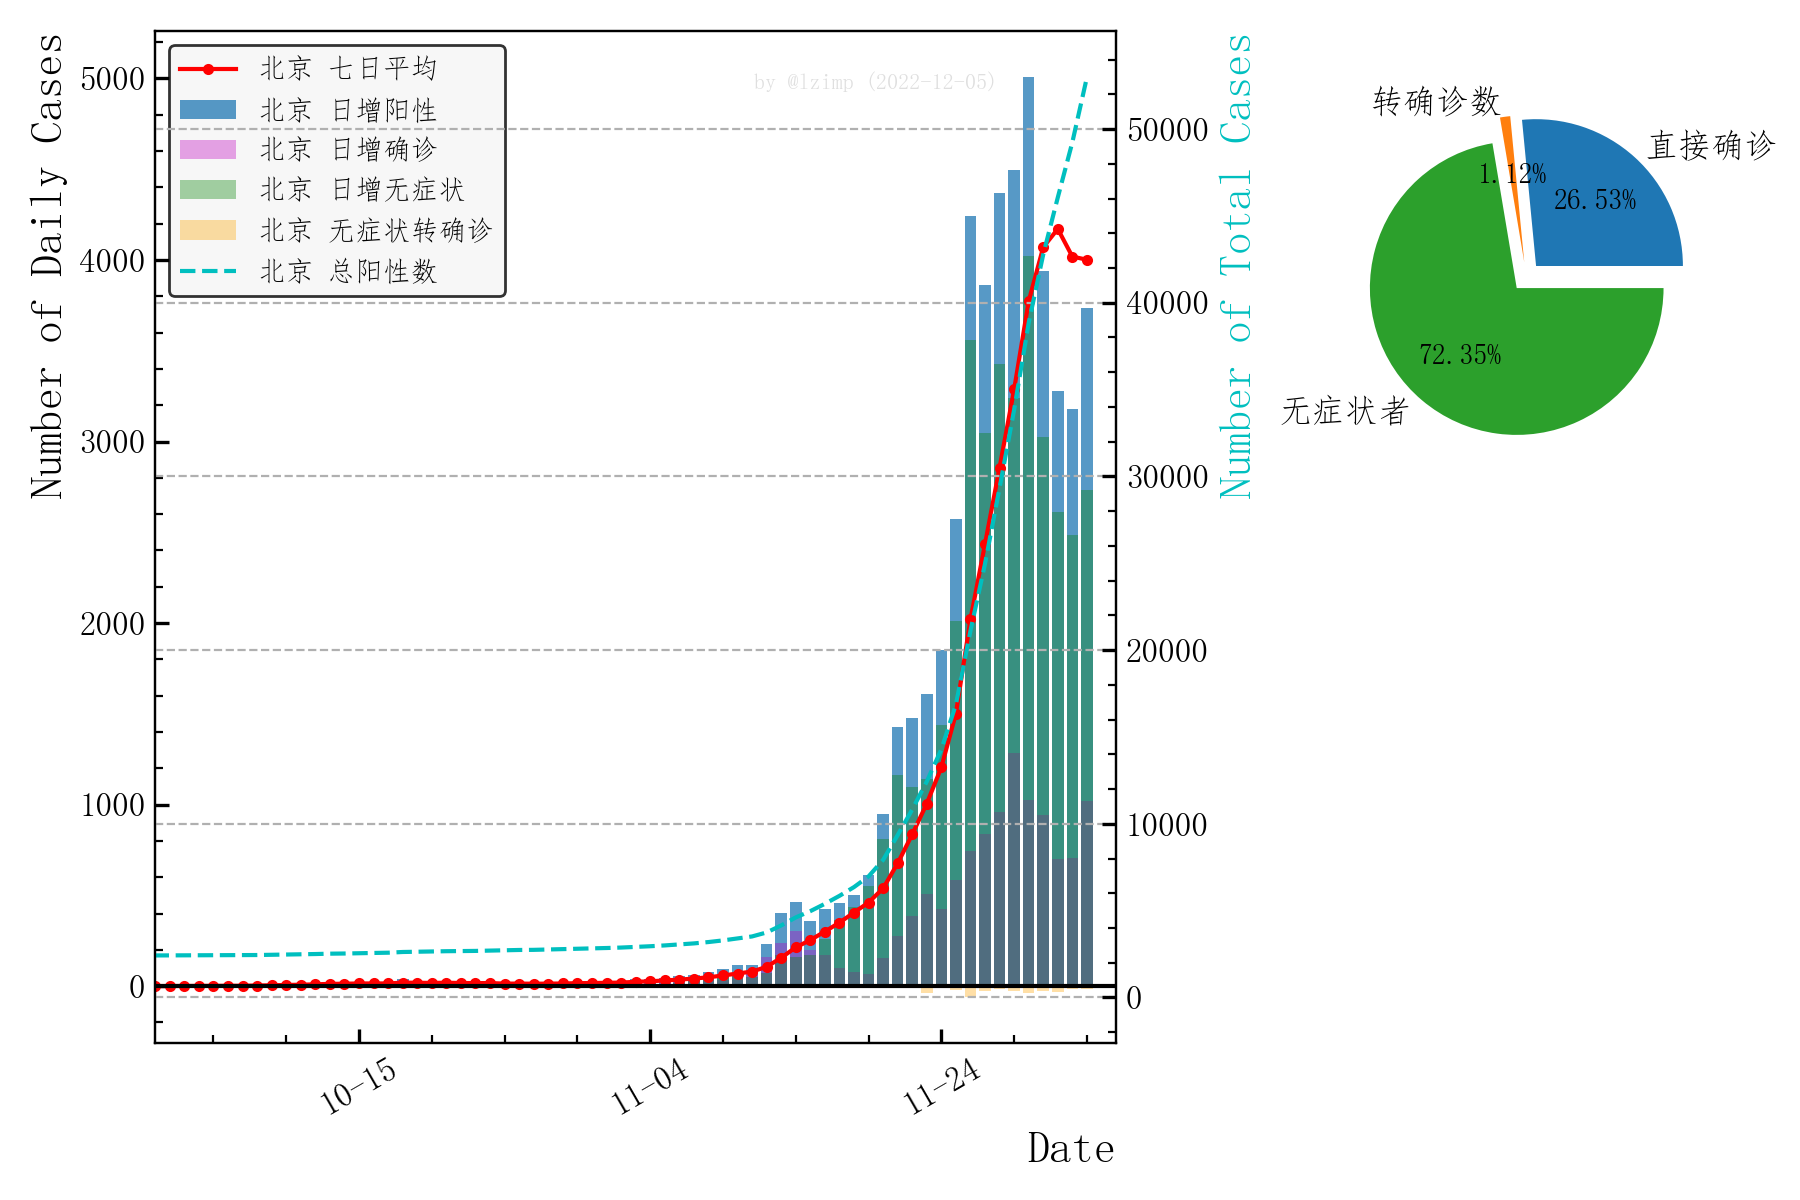 Number of Daily Cases
5000
4000
3000
2000
1000
0
北京 七日平均
北京 日增阳性
北京 日增确诊
北京 日增无症状
北京 无症状转确诊
北京 总阳性数
by @lzimp (2022-12-05)
50000
40000
30000
20000
10000
0
Number of Total Cases
10-15
11-04
11-24
Date
转确诊数
直接确诊
1.12%
26.53%
72.35%
无症状者